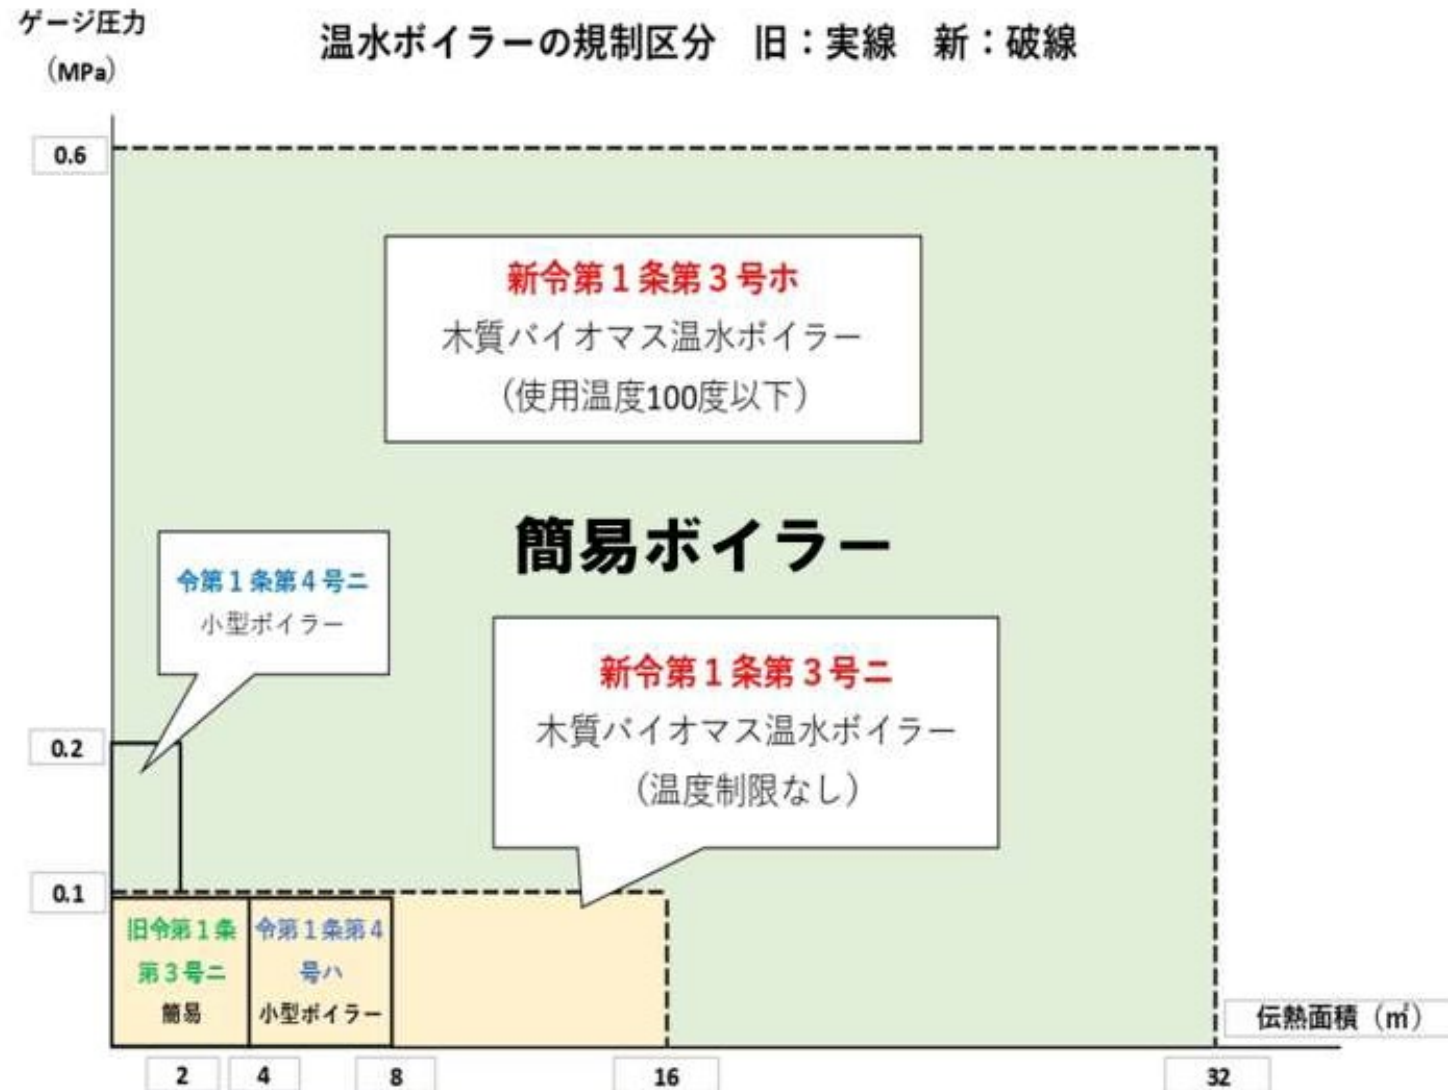 ゲージ圧力
（MPa）
温水ボイラーの規制区分　旧：実線　新：破線
0.6
新令第１条第３号ホ
木質バイオマス温水ボイラー
（使用温度100度以下）
簡易ボイラー
令第１条第４号ニ
小型ボイラー
新令第１条第３号ニ
木質バイオマス温水ボイラー
（温度制限なし）
0.2
0.1
旧令第１条
第３号ニ
簡易
令第１条第４
号ハ
小型ボイラー
伝熱面積（㎡）
2
4
8
16
32